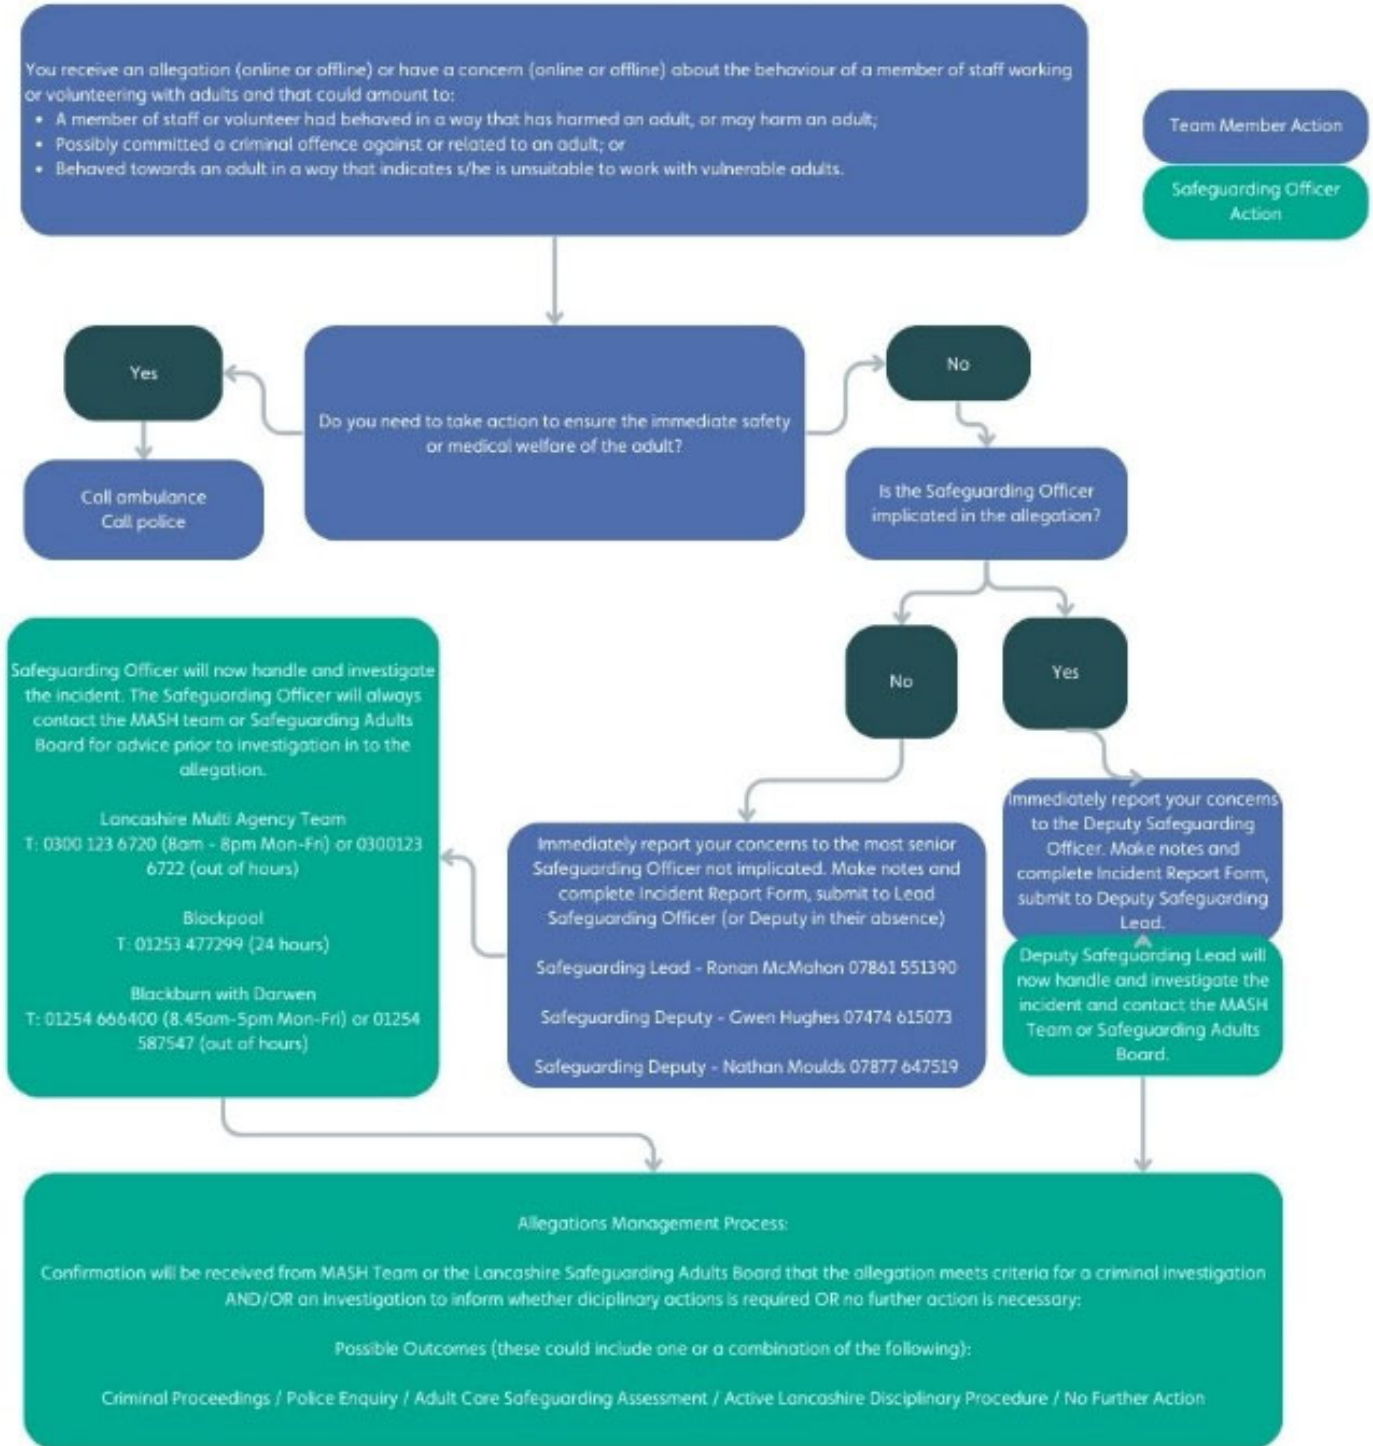 You receive an allegation (online or offline) or have a concern (online or offline) about the behaviour of a member of staff working
or volunteering with adults and that could amount to:
• A member of staff or volunteer had behaved in a way that has harmed an adult, or may harm an adult;
• Possibly committed a criminal offence against or related to an adult; or
• Behaved towards an adult in a way that indicates s/he is unsuitable to work with vulnerable adults.
Team Member Action
Safeguarding Officer
Action
Yes
Do you need to take action to ensure the immediate safety
or medical welfare of the adult?
No
Call ambulance
Call police
Is the Safeguarding Officer
implicated in the allegation?
No
Yes
Safeguarding Officer will now handle and investigate
the incident. The Safeguarding Officer will always
contact the MASH team or Safeguarding Adults
Board for advice prior to investigation in to the
allegation.
Lancashire Multi Agency Team
T: 0300 123 6720 (8am - 8pm Mon-Fri) or 0300123
6722 (out of hours)
Blackpool
T: 01253 477299 (24 hours)
Blackburn with Darwen
T: 01254 666400 (8.45am-5pm Mon-Fri) or 01254
587547 (out of hours)
Immediately report your concerns to the most senior
Safeguarding Officer not implicated. Make notes and
complete Incident Report Form, submit to Lead
Safeguarding Officer (or Deputy in their absence)
Safeguarding Lead - Ronan McMahon 07861 551390
Safeguarding Deputy - Gwen Hughes 07474 615073
Safeguarding Deputy - Nathan Moulds 07877 647519
Immediately report your concerns
to the Deputy Safeguarding
Officer. Make notes and
complete Incident Report Form,
submit to Deputy Safeguarding
Lead.
Deputy Safeguarding Lead will
now handle and investigate the
incident and contact the MASH
Team or Safeguarding Adults
Board.
Allegations Management Process:
Confirmation will be received from MASH Team or the Lancashire Safeguarding Adults Board that the allegation meets criteria for a criminal investigation
AND/OR an investigation to inform whether diciplinary actions is required OR no further action is necessary:
Possible Outcomes (these could include one or a combination of the following):
Criminal Proceedings / Police Enquiry / Adult Care Safeguarding Assessment / Active Lancashire Disciplinary Procedure / No Further Action